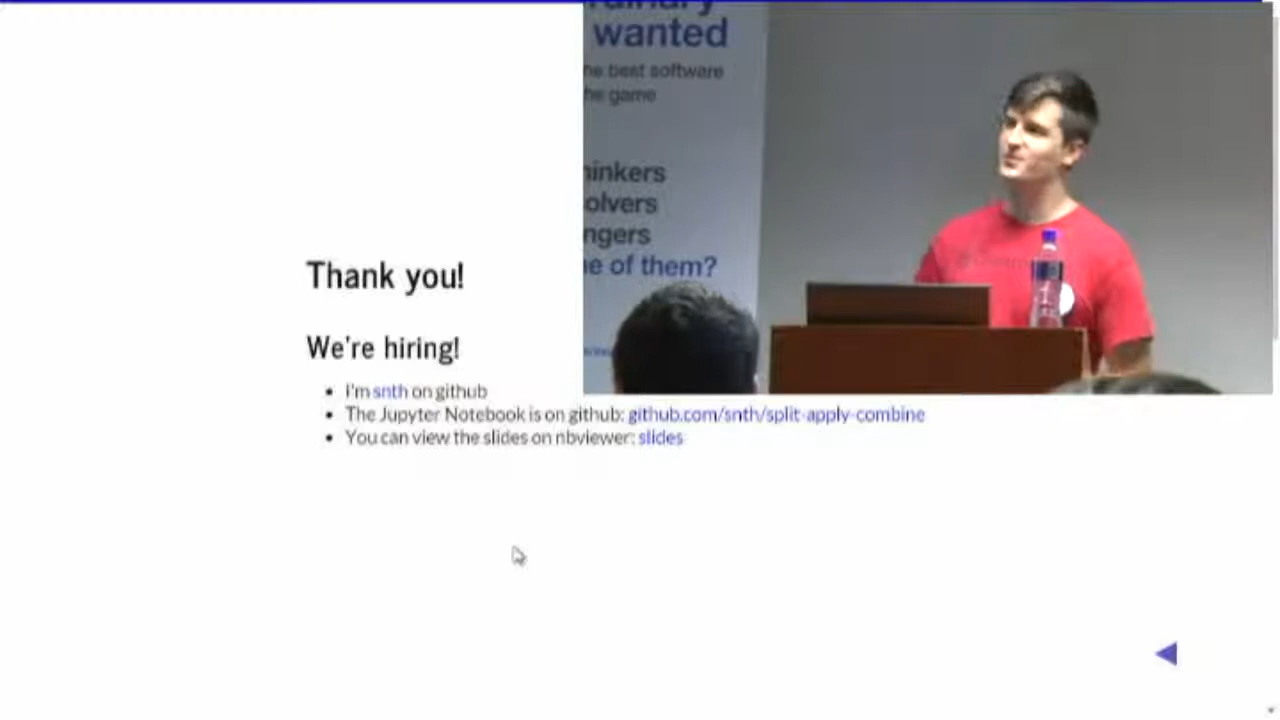 wanted
he best software
he game
hinkers
olvers
ngers
e of them?
Thank you!
We're hiring!
I'm snth on github
The Jupyter Notebook is on github: github.com/snth/split-apply-combine
You can view the slides on nbviewer: slides